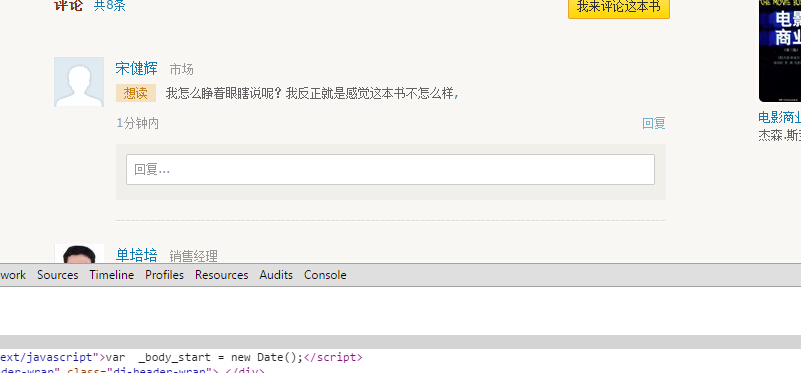 评论 共8条
我来评论这本书
宋健辉 市场
想读 我怎么睁着眼瞎说呢？我反正就是感觉这本书不怎么样,
1分钟内
回复
回复...
单培培 销售经理
THE MOVIE BU
电影
商业
电影商业
杰森.斯
work Sources Timeline Profiles Resources Audits Console
ext/javascript">var _body_start = new Date();</script>
der-wrap" class="dj-header-wrap">…</div>